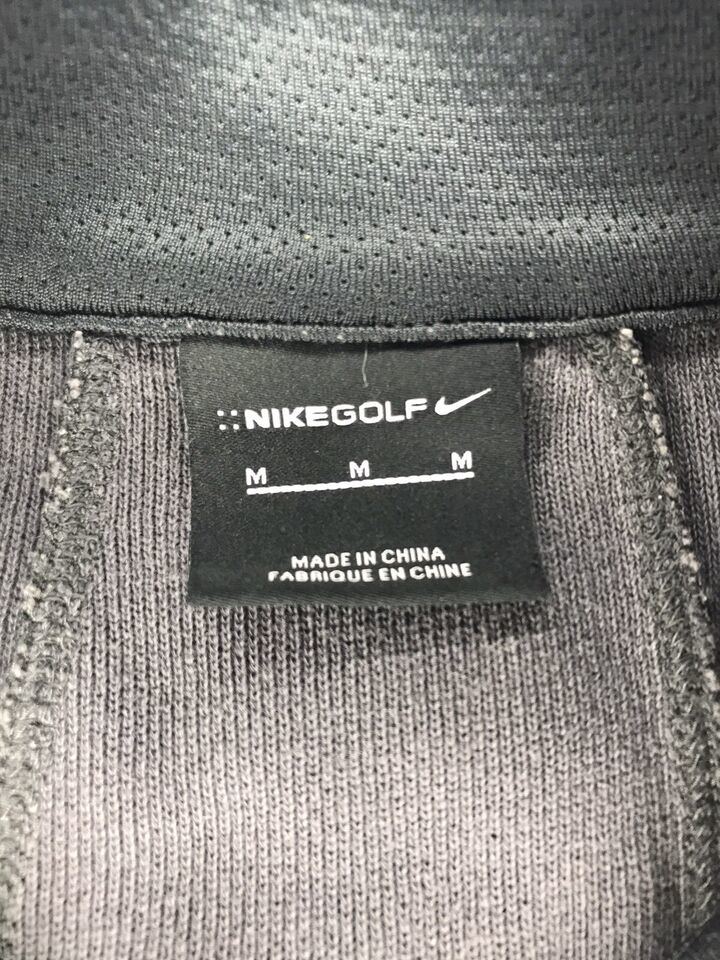 ::NIKEGOLF
M M M
MADE IN CHINA
FABRIQUE EN CHINE